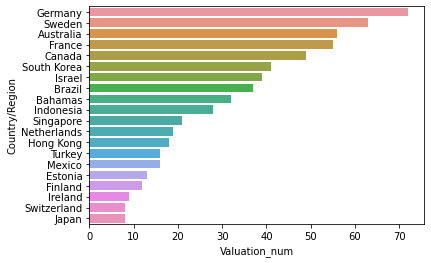 Germany
Sweden
Australia
France
Canada
South Korea
Israel
Brazil
Bahamas
Indonesia
Singapore
Netherlands
Hong Kong
Turkey
Mexico
Estonia
Finland
Ireland
Switzerland
Japan
Country/Region
0 10 20 30 40 50 60 70
Valuation_num